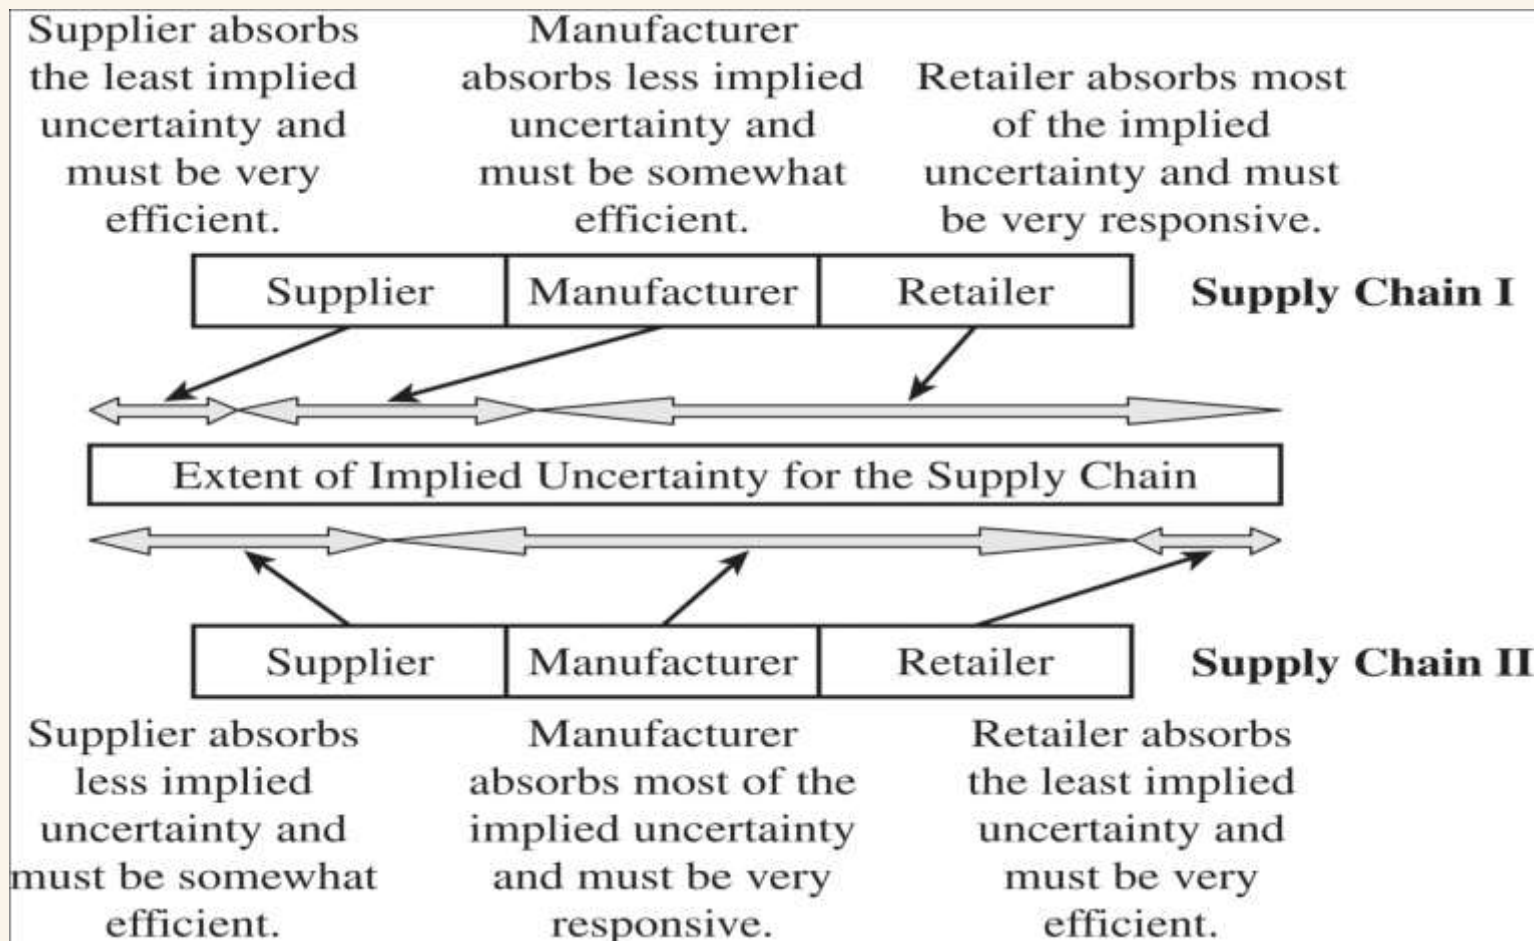 Supplier absorbs
the least implied
uncertainty and
must be very
efficient.
Manufacturer
absorbs less implied
uncertainty and
must be somewhat
efficient.
Retailer absorbs most
of the implied
uncertainty and must
be very responsive.
Supplier
Manufacturer
Retailer
Supply Chain I
Extent of Implied Uncertainty for the Supply Chain
Supplier
Manufacturer
Retailer
Supply Chain II
Supplier absorbs
less implied
uncertainty and
must be somewhat
efficient.
Manufacturer
absorbs most of the
implied uncertainty
and must be very
responsive.
Retailer absorbs
the least implied
uncertainty and
must be very
efficient.